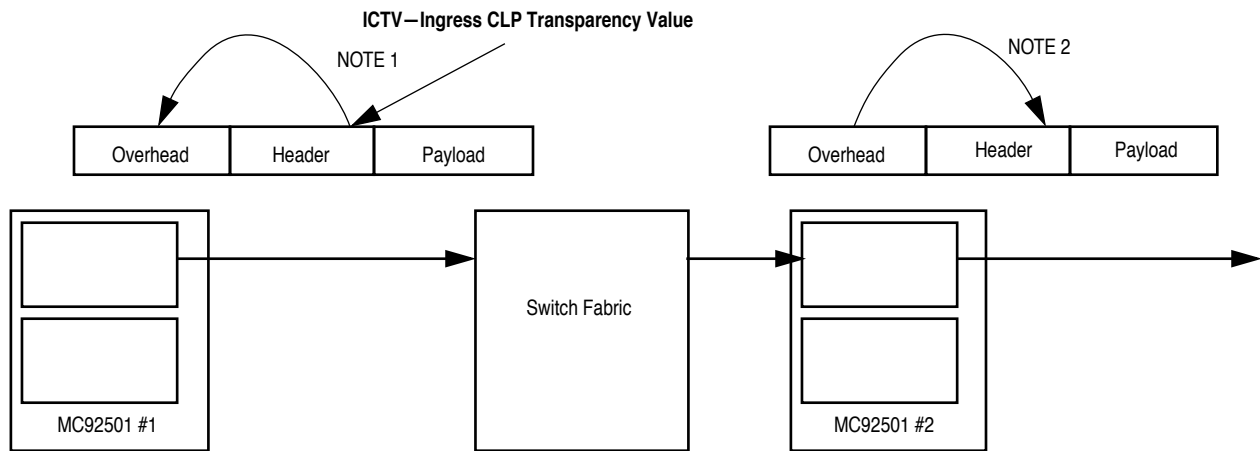 ICTV—Ingress CLP Transparency Value
NOTE 1
NOTE 2
Overhead Header Payload
Overhead Header Payload
Switch Fabric
MC92501 #1
MC92501 #2